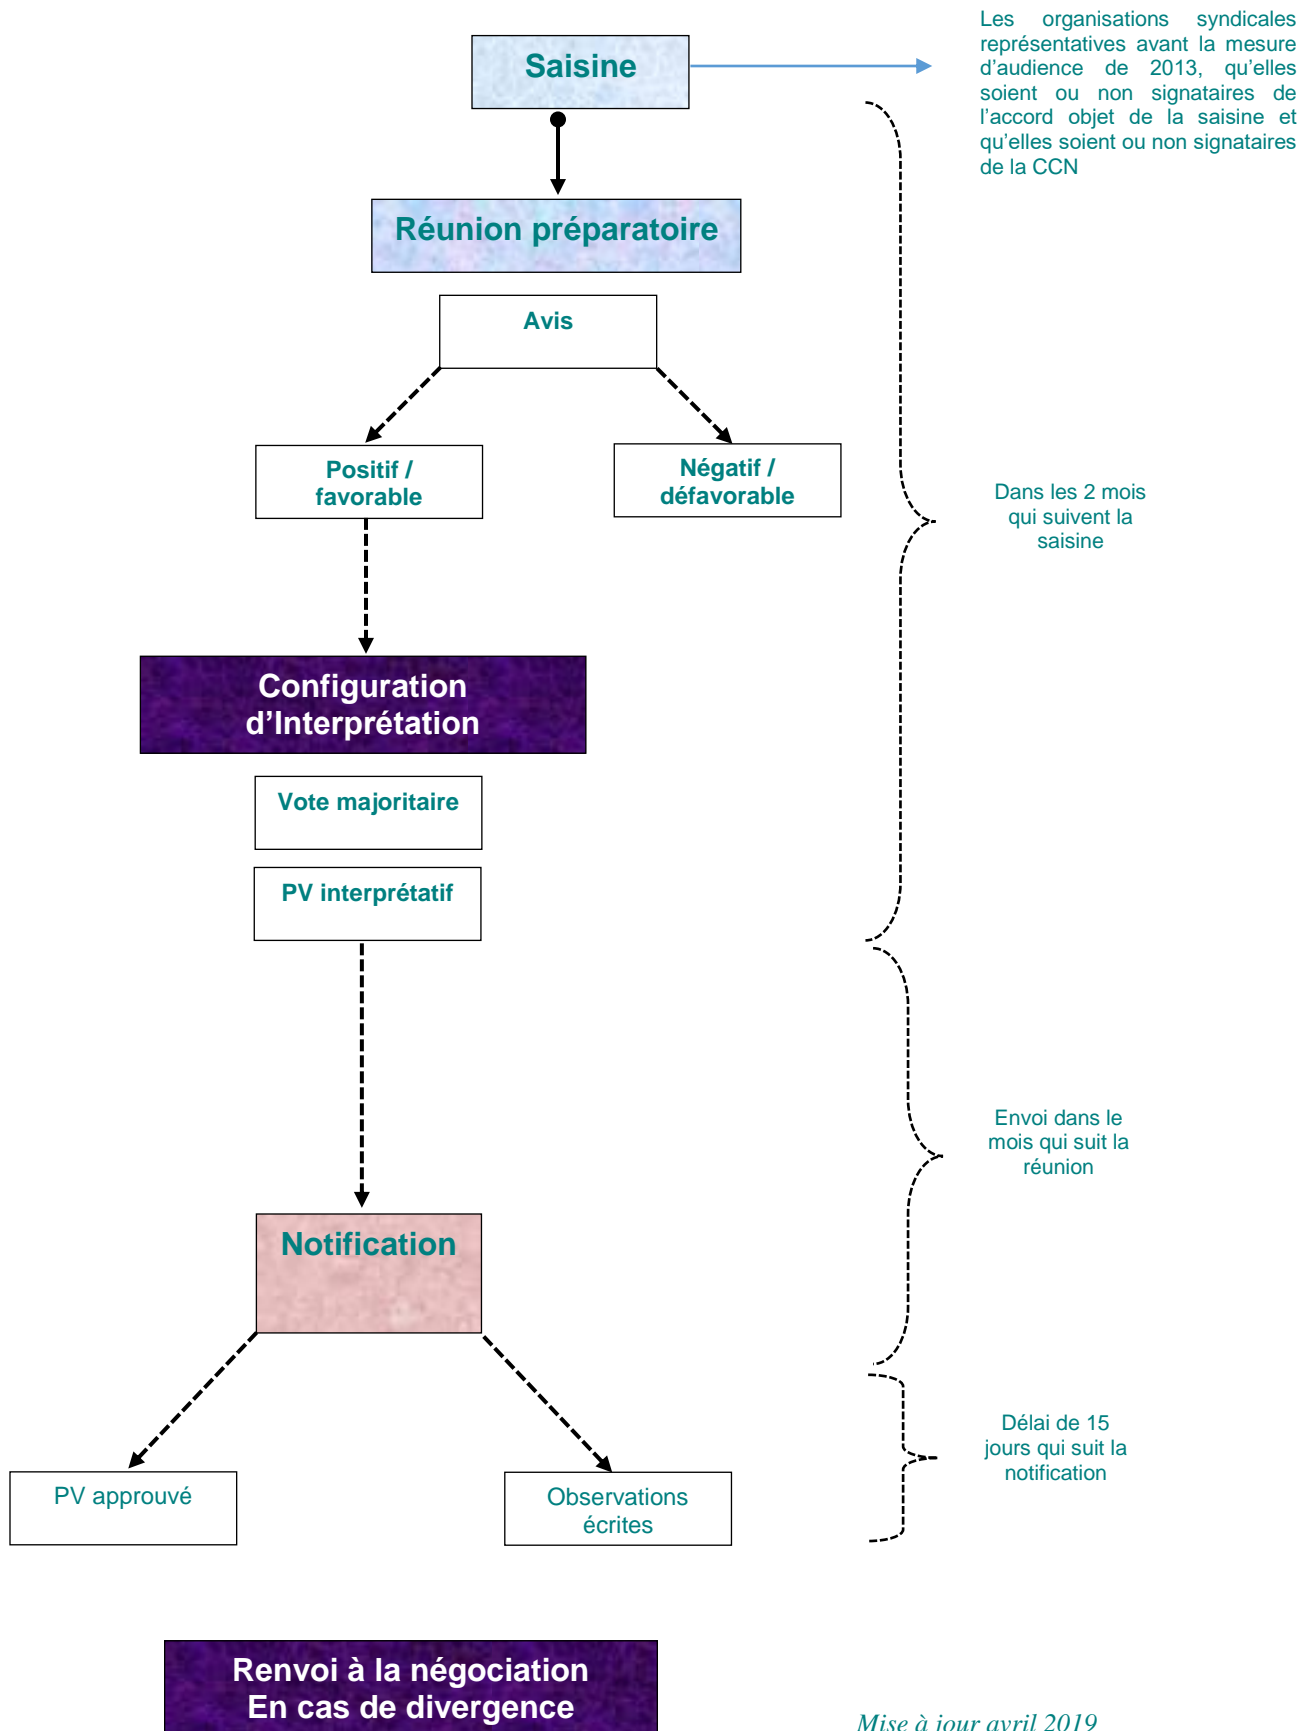 Les organisations syndicales
représentatives avant la mesure
d’audience de 2013, qu’elles
soient ou non signataires de
l’accord objet de la saisine et
qu’elles soient ou non signataires
de la CCN
Saisine
Réunion préparatoire
Avis
Positif /
favorable
Négatif /
défavorable
Dans les 2 mois
qui suivent la
saisine
Configuration
d’Interprétation
Vote majoritaire
PV interprétatif
Envoi dans le
mois qui suit la
réunion
Notification
Délai de 15
jours qui suit la
notification
PV approuvé
Observations
écrites
Renvoi à la négociation
En cas de divergence
Mise à jour avril 2019